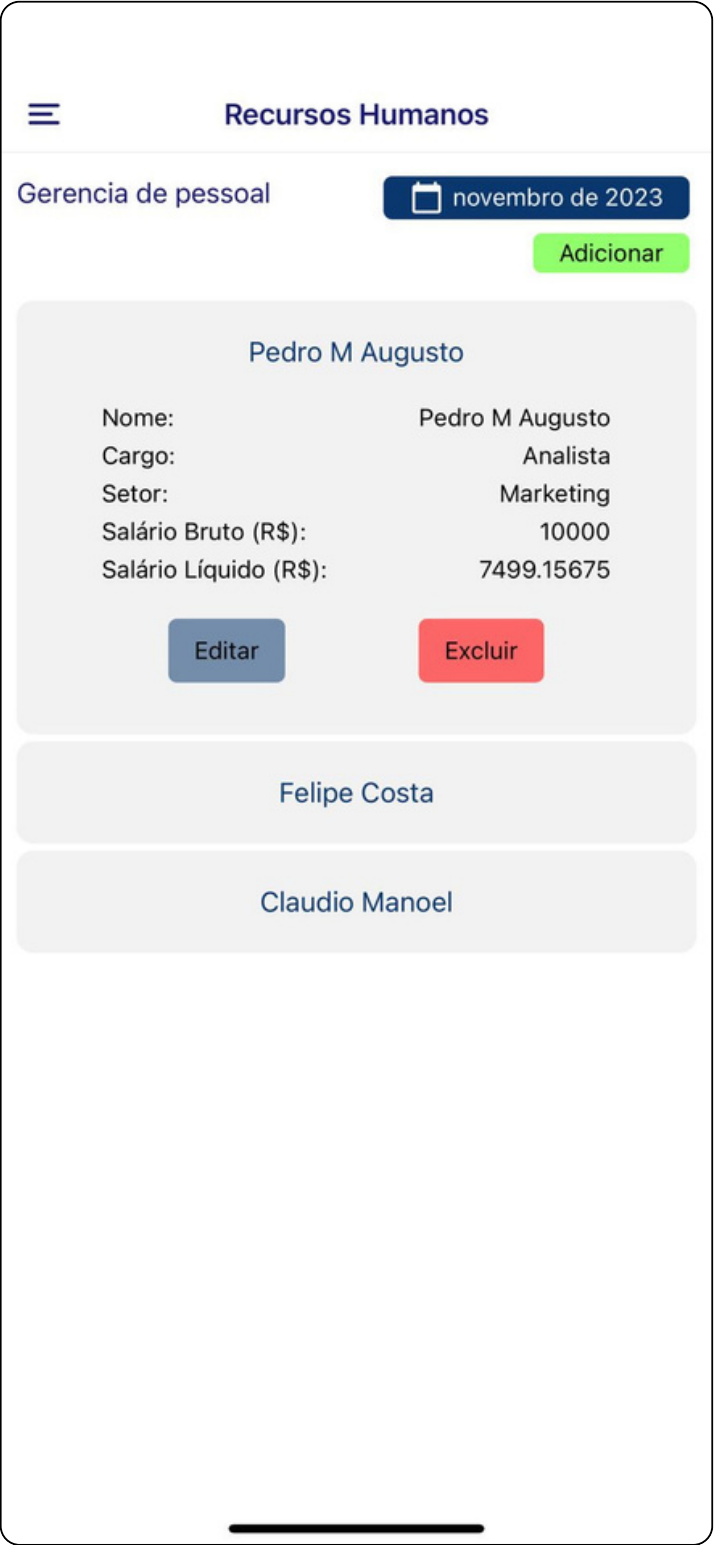 Recursos Humanos
Gerencia de pessoal
novembro de 2023
Adicionar
Pedro M Augusto
Nome: Pedro M Augusto
Cargo: Analista
Setor: Marketing
Salário Bruto (R$): 10000
Salário Líquido (R$): 7499.15675
Editar Excluir
Felipe Costa
Claudio Manoel